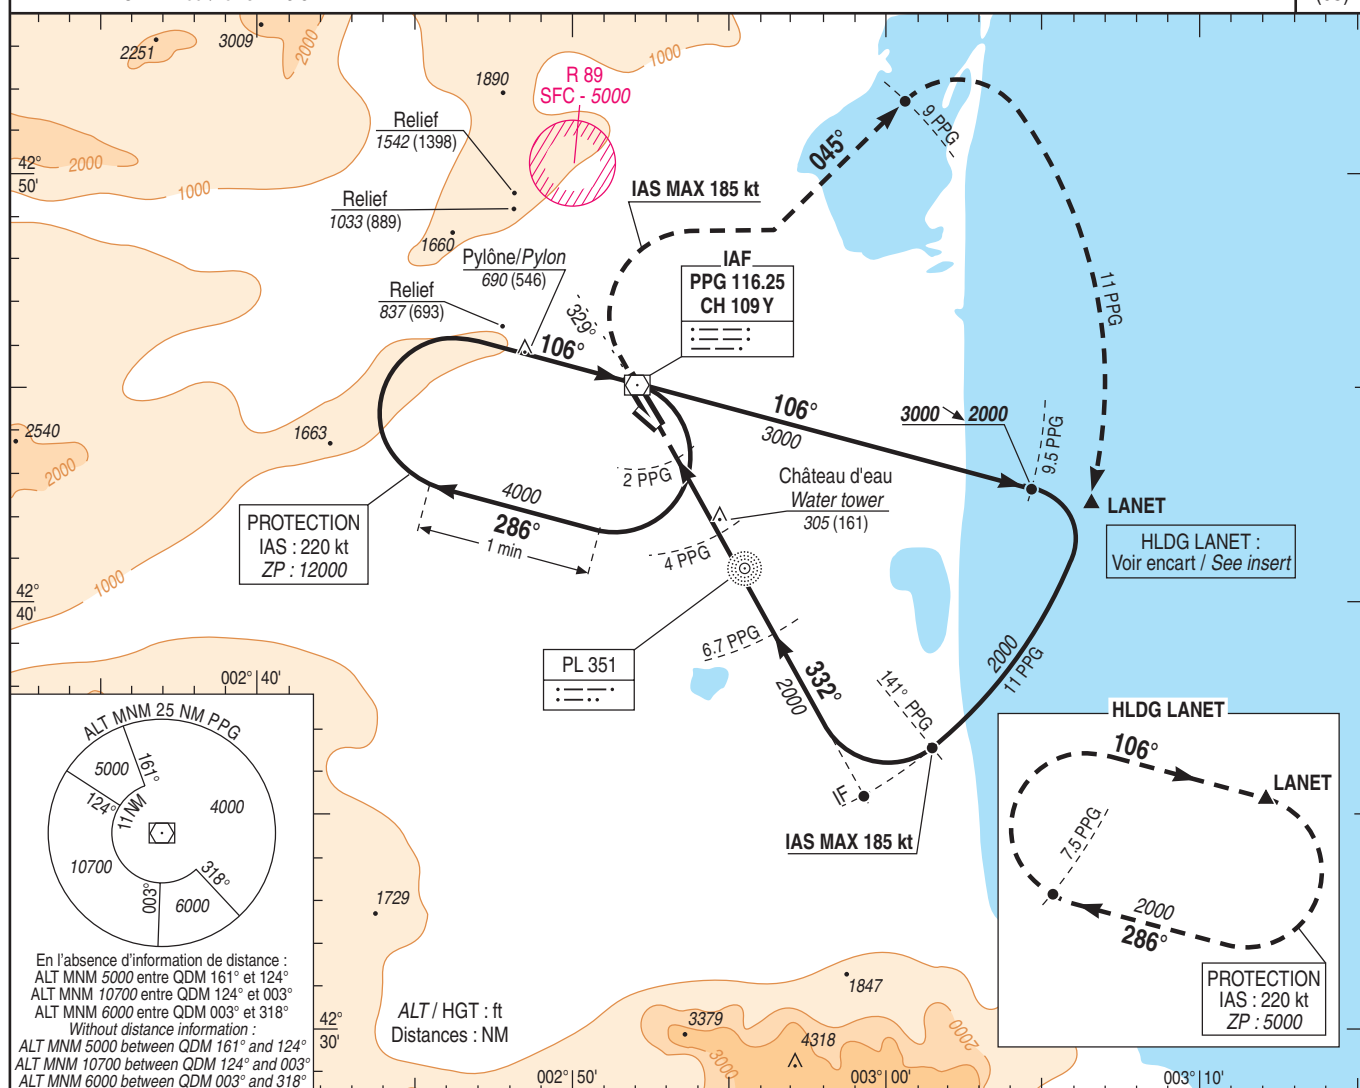 2251
3009
2000
1000
1890
R 89
SFC - 5000
Relief
1542 (1398)
Relief
1033 (889)
1660
42°
50'
2000
1000
045°
9 PPG
IAS MAX 185 kt
Pylône/Pylon
690 (546)
Relief
837 (693)
329°
IAF
PPG 116.25
CH 109 Y
11 PPG
106°
106°
3000
3000 2000
9.5 PPG
2540
2000
1663
2 PPG
Château d'eau
Water tower
305 (161)
LANET
HLDG LANET :
Voir encart / See insert
4000
286°
1 min
PROTECTION
IAS : 220 kt
ZP : 12000
4 PPG
1000
42°
40'
PL 351
6.7 PPG
332°
2000
141° PPG
2000
11 PPG
IF
IAS MAX 185 kt
002° 40'
ALT MNM 25 NM PPG
5000
161°
124°
11 NM
4000
10700
003°
318°
6000
En l'absence d'information de distance :
ALT MNM 5000 entre QDM 161° et 124°
ALT MNM 10700 entre QDM 124° et 003°
ALT MNM 6000 entre QDM 003° et 318°
Without distance information :
ALT MNM 5000 between QDM 161° and 124°
ALT MNM 10700 between QDM 124° and 003°
ALT MNM 6000 between QDM 003° and 318°
1729
ALT / HGT : ft
Distances : NM
42°
30'
1847
3379
4318
3000
2000
HLDG LANET
106°
LANET
7.5 PPG
2000
286°
PROTECTION
IAS : 220 kt
ZP : 5000
002° 50'
003° 00'
003° 10'